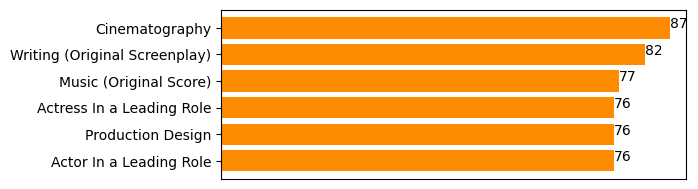 Cinematography 87
Writing (Original Screenplay) 82
Music (Original Score) 77
Actress In a Leading Role 76
Production Design 76
Actor In a Leading Role 76